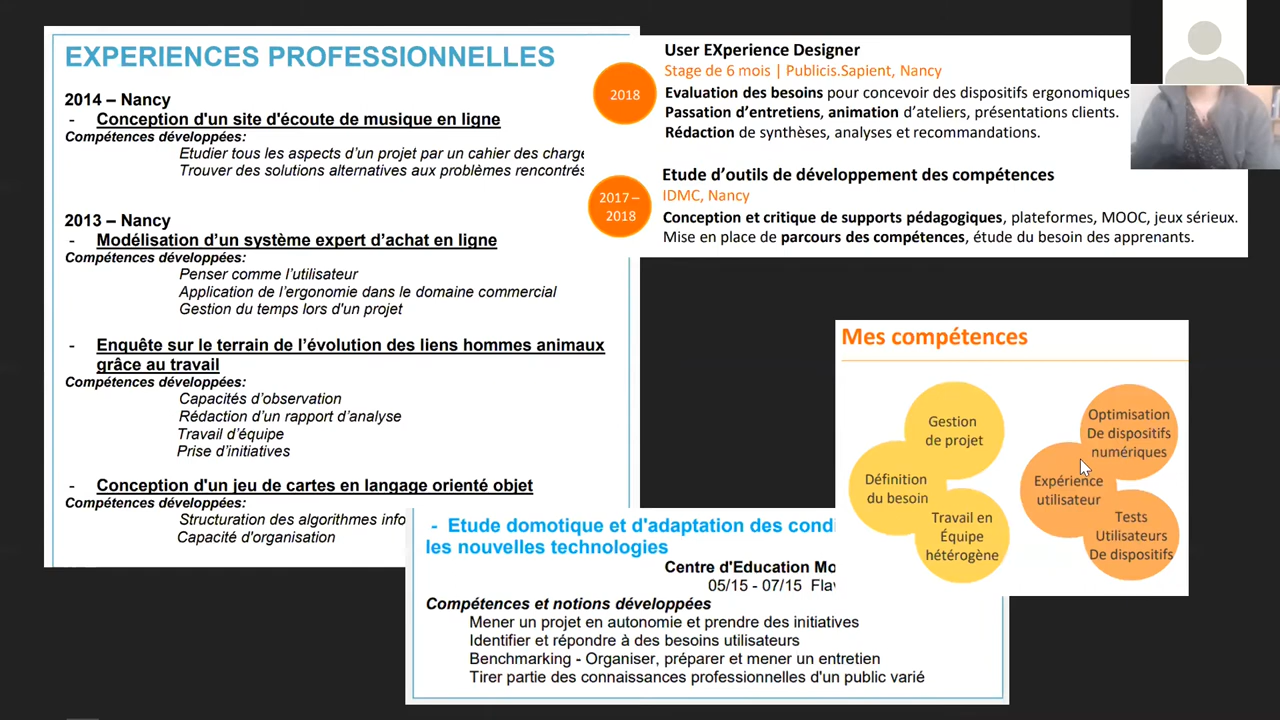 EXPERIENCES PROFESSIONNELLES
2014 – Nancy
- Conception d'un site d'écoute de musique en ligne
Compétences développées:
Etudier tous les aspects d'un projet par un cahier des charge
Trouver des solutions alternatives aux problèmes rencontrés
2013 – Nancy
- Modélisation d'un système expert d'achat en ligne
Compétences développées:
Penser comme l'utilisateur
Application de l'ergonomie dans le domaine commercial
Gestion du temps lors d'un projet
- Enquête sur le terrain de l'évolution des liens hommes animaux
grâce au travail
Compétences développées:
Capacités d'observation
Rédaction d'un rapport d'analyse
Travail d'équipe
Prise d'initiatives
- Conception d'un jeu de cartes en langage orienté objet
Compétences développées:
Structuration des algorithmes info
Capacité d'organisation
2018
User EXperience Designer
Stage de 6 mois | Publicis.Sapient, Nancy
Evaluation des besoins pour concevoir des dispositifs ergonomiques
Passation d'entretiens, animation d'ateliers, présentations clients.
Rédaction de synthèses, analyses et recommandations.
2017 –
2018
Etude d'outils de développement des compétences
IDMC, Nancy
Conception et critique de supports pédagogiques, plateformes, MOOC, jeux sérieux.
Mise en place de parcours des compétences, étude du besoin des apprenants.
Mes compétences
Gestion
de projet
Définition
du besoin
Travail en
Équipe
hétérogène
Optimisation
De dispositifs
numériques
Expérience
utilisateur
Tests
Utilisateurs
De dispositifs
- Etude domotique et d'adaptation des cond
les nouvelles technologies
Centre d'Education Mo
05/15 - 07/15 Fla
Compétences et notions développées
Mener un projet en autonomie et prendre des initiatives
Identifier et répondre à des besoins utilisateurs
Benchmarking - Organiser, préparer et mener un entretien
Tirer partie des connaissances professionnelles d'un public varié